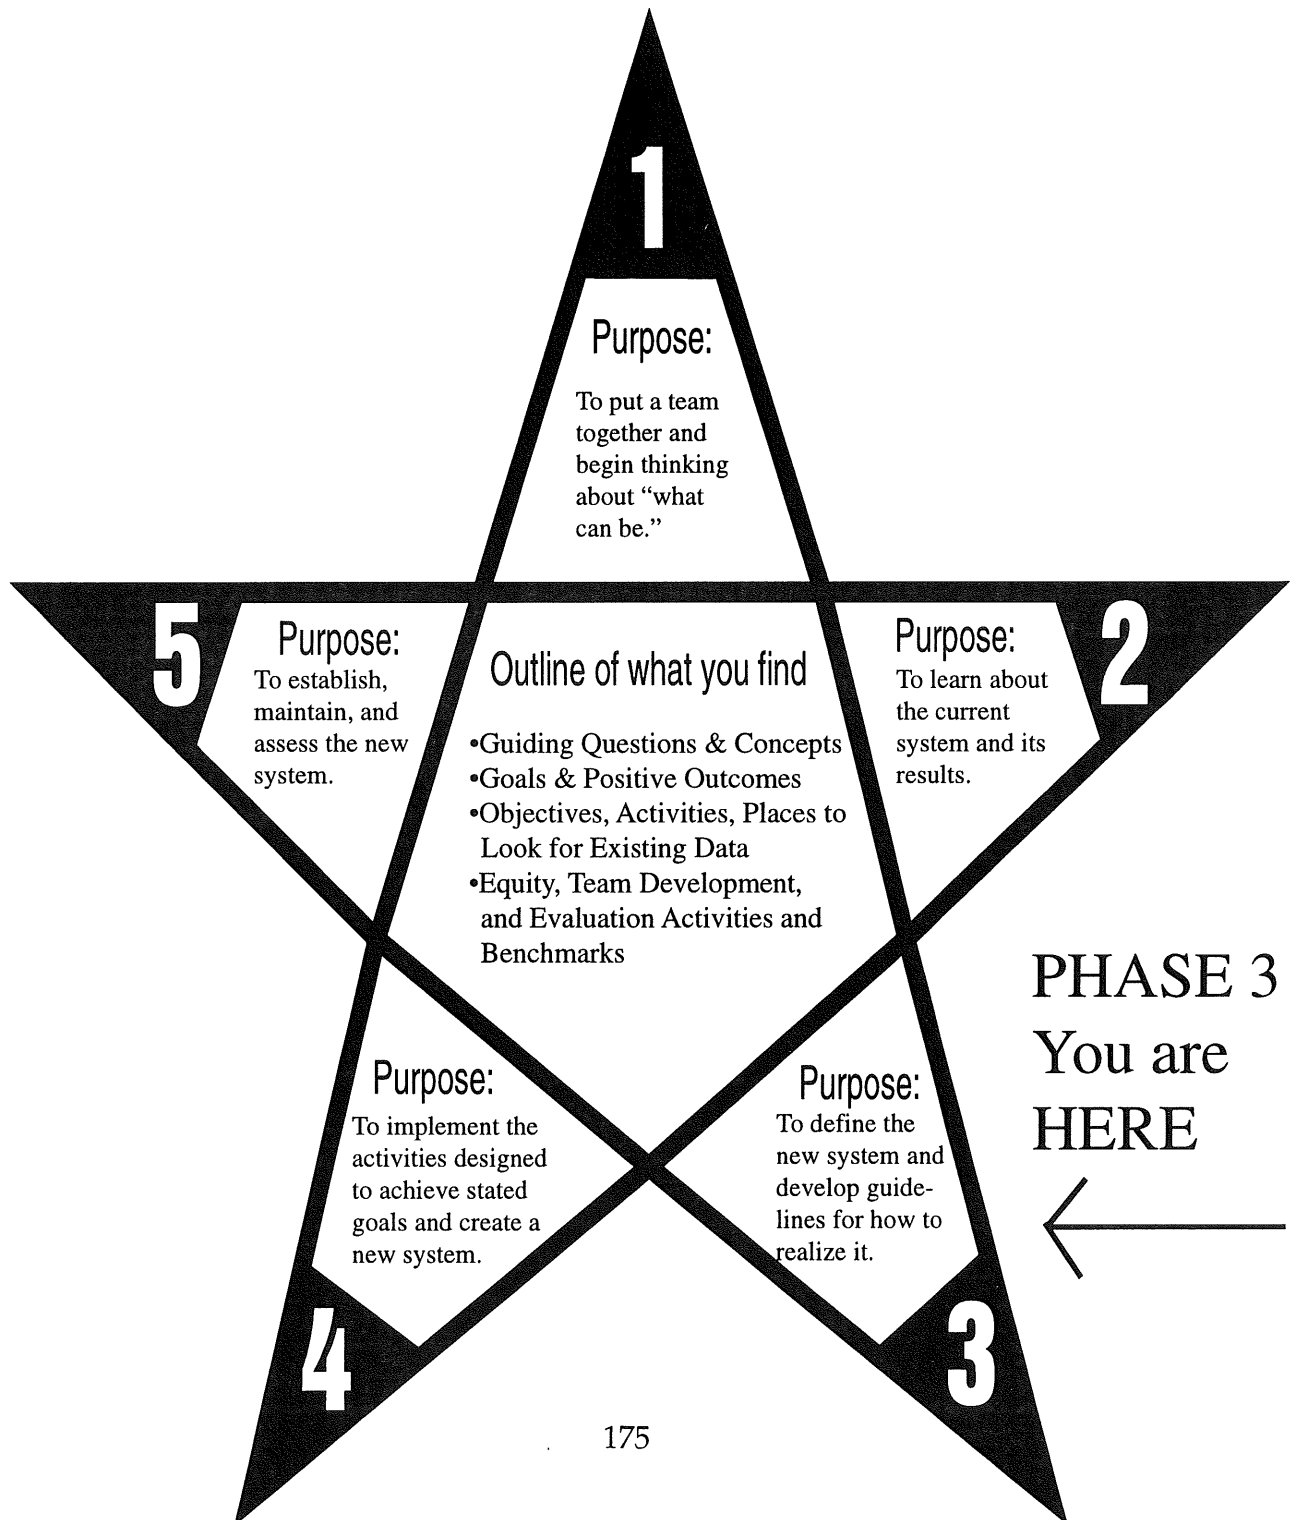 1
Purpose:
To put a team
together and
begin thinking
about “what
can be.”
5
Purpose:
To establish,
maintain, and
assess the new
system.
Outline of what you find
•Guiding Questions & Concepts
•Goals & Positive Outcomes
•Objectives, Activities, Places to
Look for Existing Data
•Equity, Team Development,
and Evaluation Activities and
Benchmarks
Purpose:
To learn about
the current
system and its
results.
2
PHASE 3
You are
HERE
Purpose:
To implement the
activities designed
to achieve stated
goals and create a
new system.
4
Purpose:
To define the
new system and
develop guide-
lines for how to
realize it.
3
175